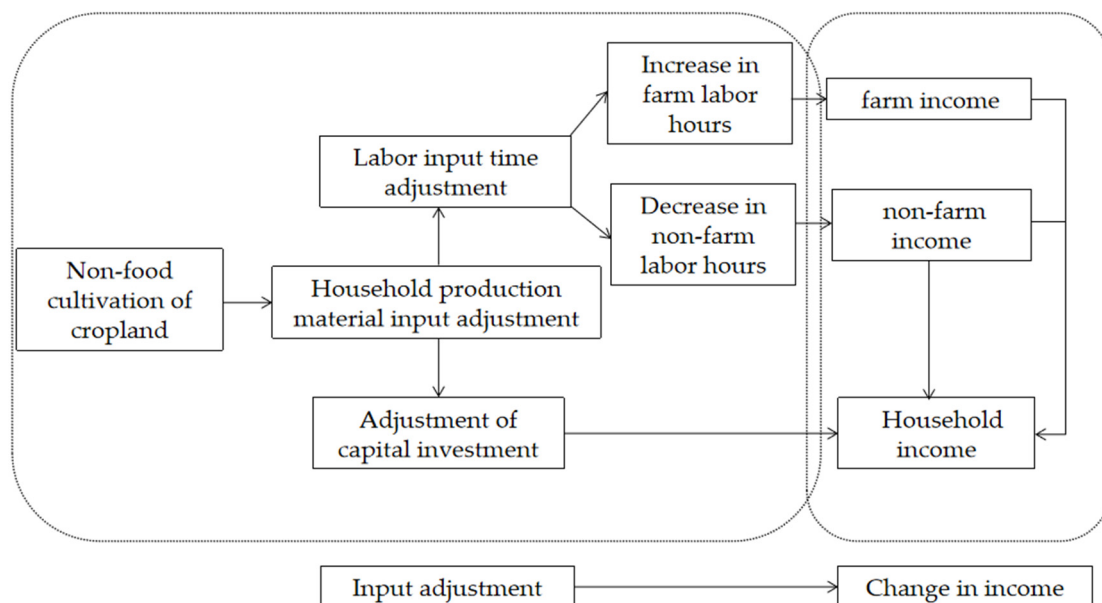 Non-food
cultivation of
cropland
Household production
material input adjustment
Labor input time
adjustment
Adjustment of
capital investment
Increase in
farm labor
hours
Decrease in
non-farm
labor hours
farm income
non-farm
income
Household
income
Input adjustment
Change in income